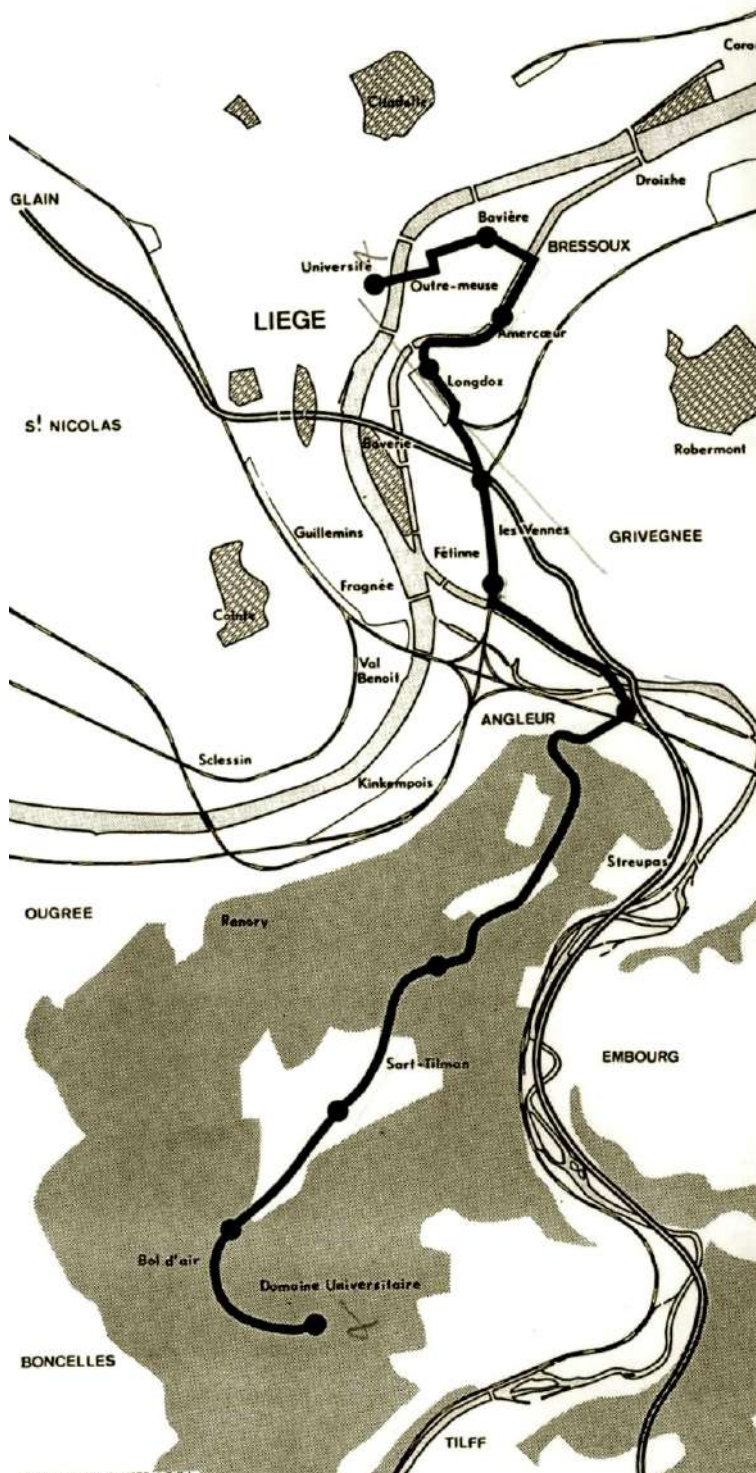 Citadelle
Droixhe
GLAIN
Bavière
BRESSOUX
Université
Outre-meuse
LIEGE
Amercœur
Longdoz
St NICOLAS
Robermont
Boverie
Guillemins
les Vennes
GRIVEGNEE
Fétinne
Fragnée
Cointe
Val
Benoit
ANGLEUR
Sclessin
Kinkempois
Streupas
OUGREE
Renory
EMBOURG
Sart-Tilman
Bol d'air
Domaine Universitaire
BONCELLES
TILFF